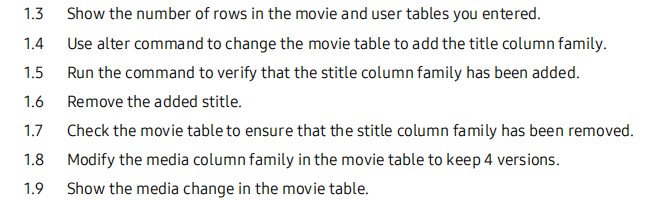 1.3 Show the number of rows in the movie and user tables you entered.
1.4 Use alter command to change the movie table to add the title column family.
1.5 Run the command to verify that the stitle column family has been added.
1.6 Remove the added stitle.
1.7 Check the movie table to ensure that the stitle column family has been removed.
1.8 Modify the media column family in the movie table to keep 4 versions.
1.9 Show the media change in the movie table.